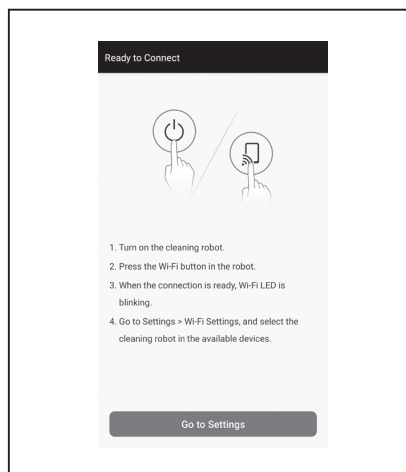 Ready to Connect
1. Turn on the cleaning robot.
2. Press the Wi-Fi button in the robot.
3. When the connection is ready, Wi-Fi LED is
blinking.
4. Go to Settings > Wi-Fi Settings, and select the
cleaning robot in the available devices.
Go to Settings